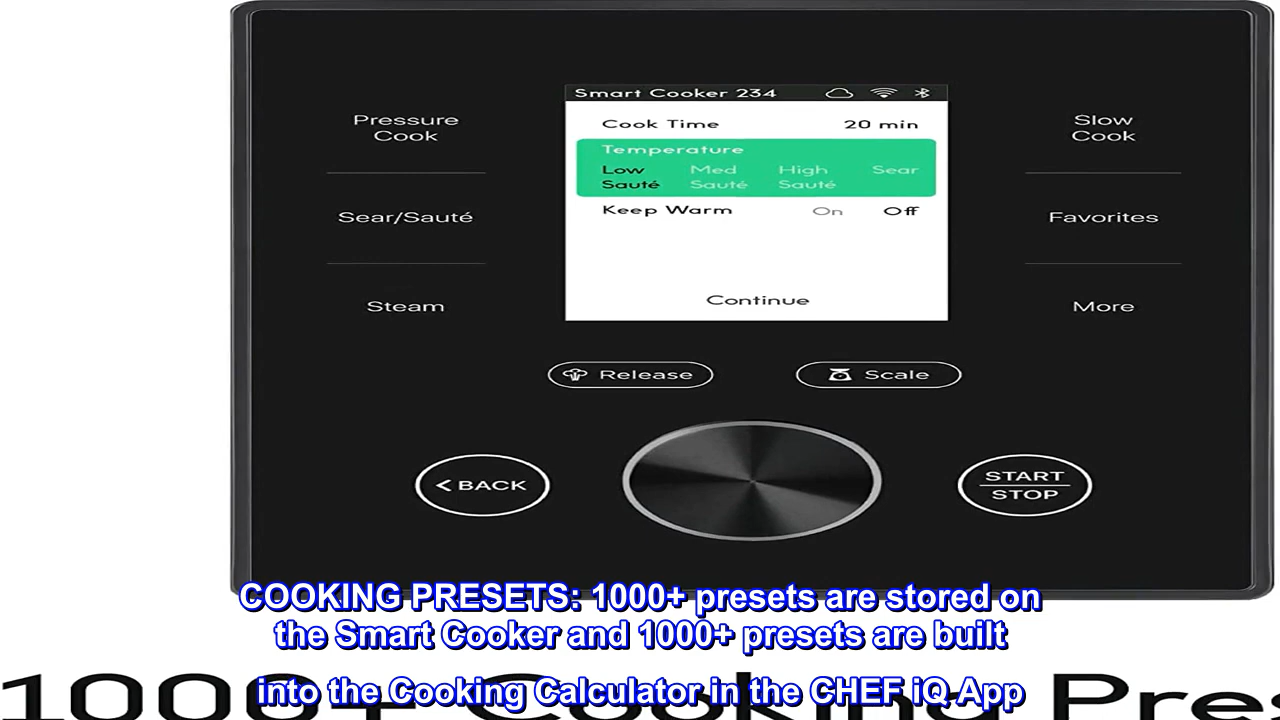 Smart Cooker 234
Cook Time 20 min
Temperature
Low Med High Sear
Sauté Sauté Sauté
Keep Warm On Off
Continue
Pressure
Cook
Sear/Sauté
Steam
Slow
Cook
Favorites
More
Release
Scale
< BACK
START
STOP
COOKING PRESETS: 1000+ presets are stored on
the Smart Cooker and 1000+ presets are built
into the Cooking Calculator in the CHEF iQ App
1000+ Cooking Pres